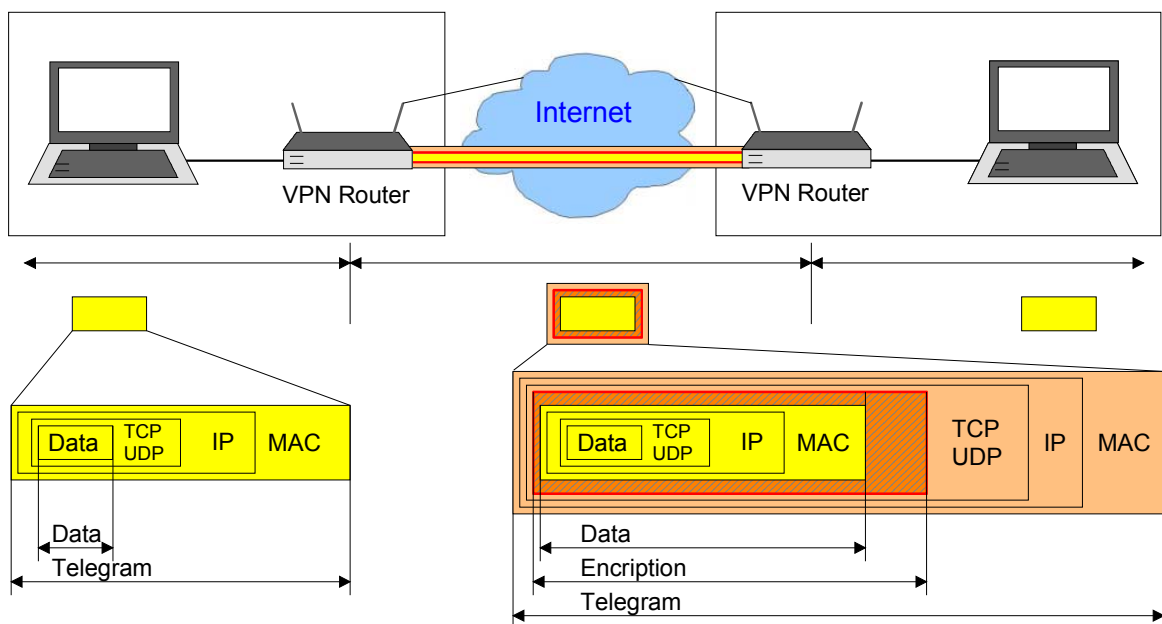 Internet
VPN Router
VPN Router
Data
TCP
UDP
IP
MAC
Data
Telegram
Data
TCP
UDP
IP
MAC
TCP
UDP
IP
MAC
Data
Encription
Telegram